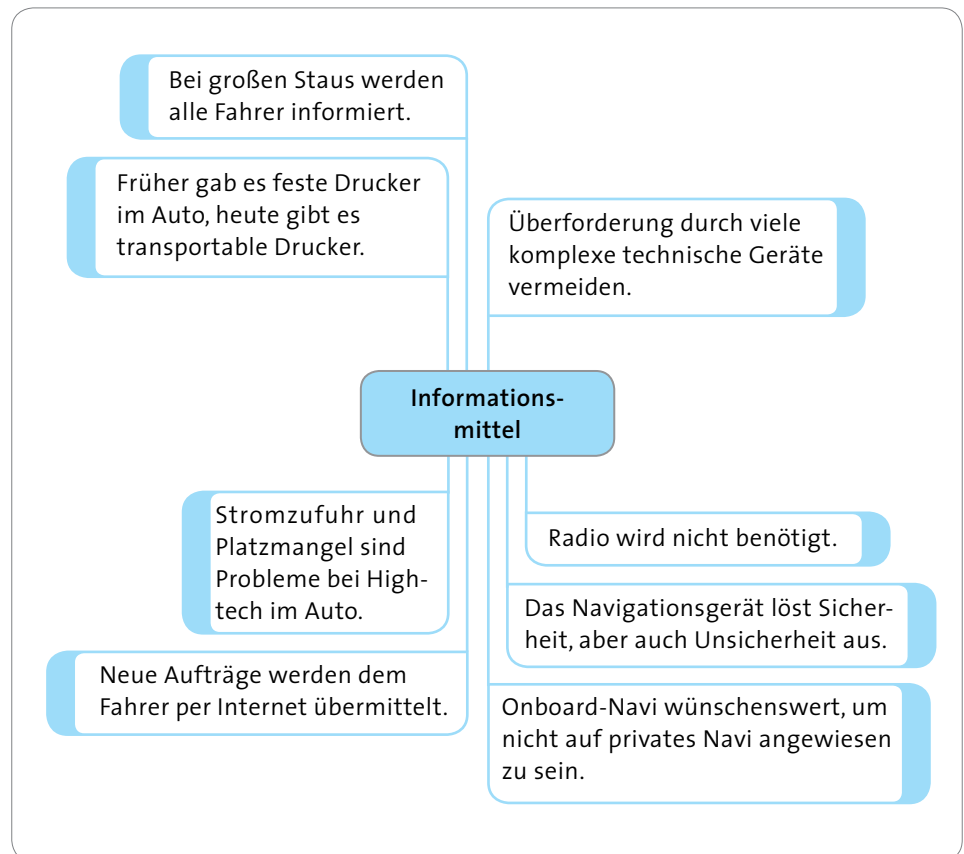 Bei großen Staus werden
alle Fahrer informiert.
Früher gab es feste Drucker
im Auto, heute gibt es
transportable Drucker.
Überforderung durch viele
komplexe technische Geräte
vermeiden.
Informations-
mittel
Stromzufuhr und
Platzmangel sind
Probleme bei High-
tech im Auto.
Radio wird nicht benötigt.
Das Navigationsgerät löst Sicher-
heit, aber auch Unsicherheit aus.
Neue Aufträge werden dem
Fahrer per Internet übermittelt.
Onboard-Navi wünschenswert, um
nicht auf privates Navi angewiesen
zu sein.